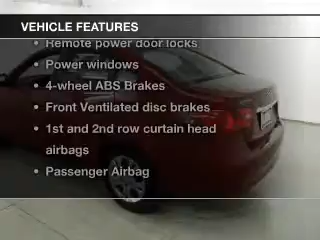 VEHICLE FEATURES
• Remote power door locks
• Power windows
• 4-wheel ABS Brakes
• Front Ventilated disc brakes
• 1st and 2nd row curtain head
airbags
• Passenger Airbag